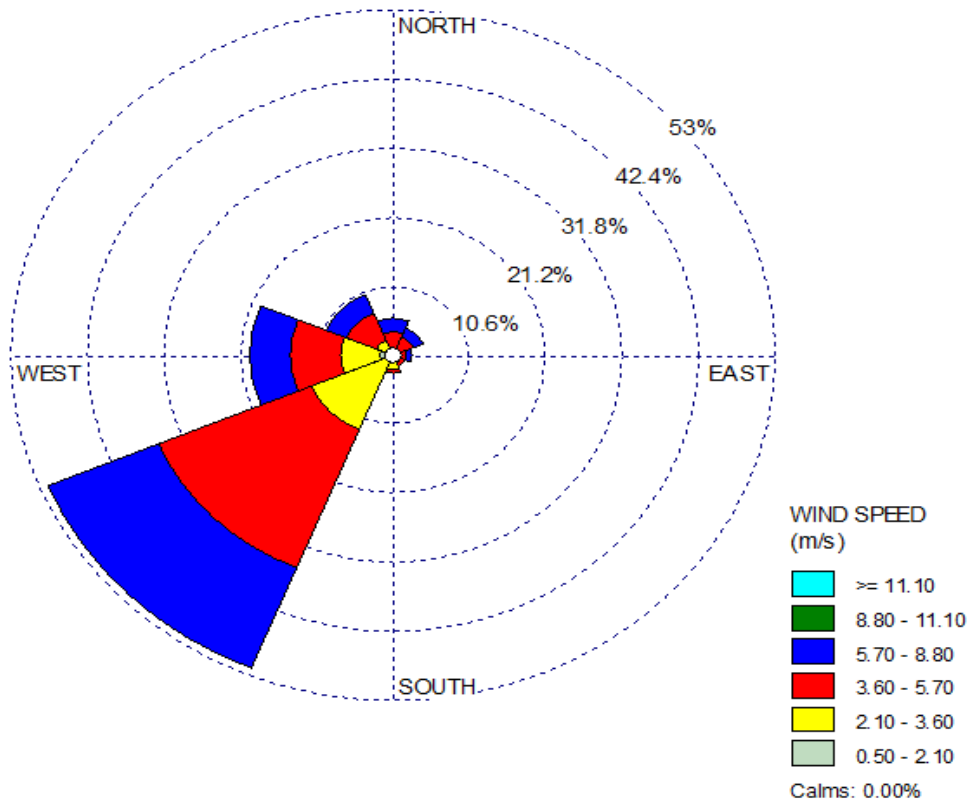 NORTH
53%
42.4%
31.8%
21.2%
10.6%
WEST
EAST
SOUTH
WIND SPEED
(m/s)
>= 11.10
8.80 - 11.10
5.70 - 8.80
3.60 - 5.70
2.10 - 3.60
0.50 - 2.10
Calms: 0.00%